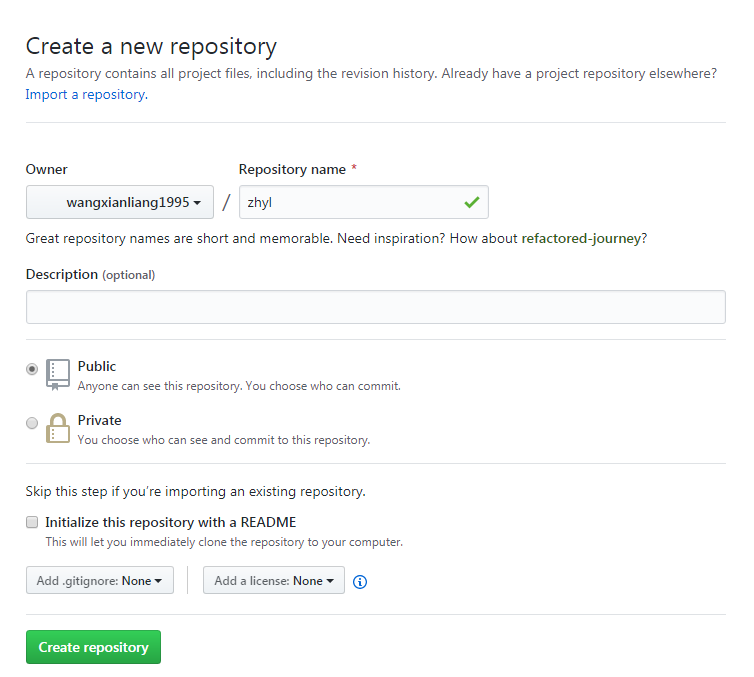 Create a new repository
A repository contains all project files, including the revision history. Already have a project repository elsewhere?
Import a repository.
Owner
Repository name *
wangxianliang1995
/
zhyl
Great repository names are short and memorable. Need inspiration? How about refactored-journey?
Description (optional)
Public
Anyone can see this repository. You choose who can commit.
Private
You choose who can see and commit to this repository.
Skip this step if you’re importing an existing repository.
Initialize this repository with a README
This will let you immediately clone the repository to your computer.
Add .gitignore: None
Add a license: None
Create repository